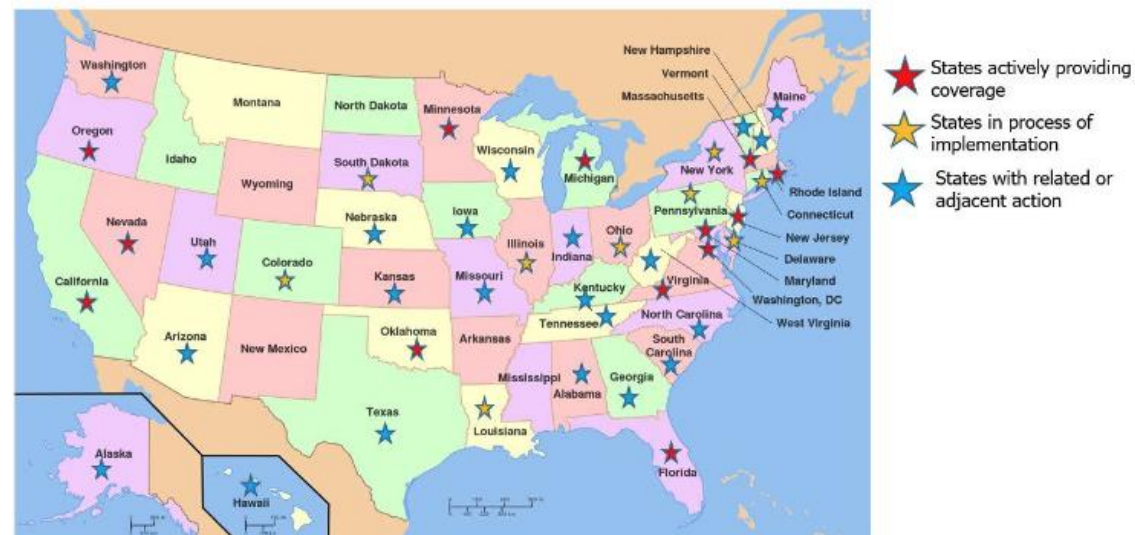 New Hampshire
Vermont
Massachusetts
Washington
Montana
North Dakota
Minnesota
Maine
Oregon
Idaho
South Dakota
Wisconsin
Michigan
New York
Wyoming
Rhode Island
Nevada
Nebraska
Iowa
Pennsylvania
Connecticut
Utah
Illinois
Indiana
Ohio
New Jersey
Colorado
Delaware
California
Kansas
Missouri
Kentucky
Virginia
Maryland
Washington, DC
West Virginia
Arizona
New Mexico
Oklahoma
Arkansas
Tennessee
North Carolina
South
Carolina
Mississippi
Alabama
Georgia
Texas
Louisiana
Alaska
Hawaii
Florida
States actively providing
coverage
States in process of
implementation
States with related or
adjacent action